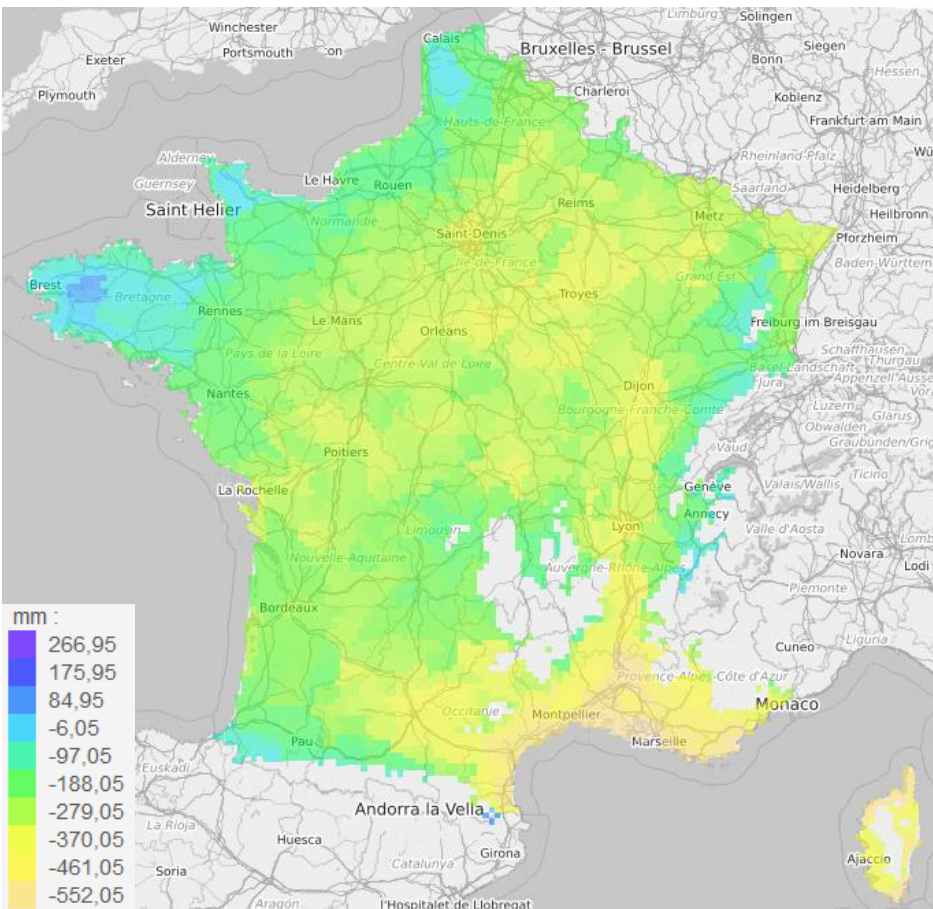 Winchester
Limburg
Solingen
Exeter
Portsmouth
Calais
Bruxelles - Brussel
Siegen
Bonn
Hessen
Plymouth
Charleroi
Koblenz
Hauts-de-France
Frankfurt am Main
Alderney
Rheinland-Pfalz
Guernsey
Le Havre
Rouen
Saarland
Heidelberg
Saint Helier
Normandie
Reims
Metz
Heilbronn
Saint-Denis
Pforzheim
Île-de-France
Baden-Württem
Brest
Bretagne
Grand Est
Rennes
Troyes
Le Mans
Orléans
Freiburg im Breisgau
Pays de la Loire
Centre-Val de Loire
Schaffhausen
Thurgau
Basel-Landschaft
Appenzell Ausse
Nantes
Dijon
Jura
Bourgogne-Franche-Comté
Luzern
Glarus
Obwalden
Graubünden/Grig
Poitiers
Vaud
Ticino
La Rochelle
Genève
Valais/Wallis
Annecy
Limousin
Lyon
Valle d'Aosta
Nouvelle-Aquitaine
Novara
Auvergne-Rhône-Alpes
Lodi
Piemonte
Bordeaux
mm :
266,95
175,95
84,95
-6,05
-97,05
-188,05
-279,05
-370,05
-461,05
-552,05
Liguria
Cuneo
Provence-Alpes-Côte d'Azur
Occitanie
Montpellier
Monaco
Marseille
Pau
Euskadi
Andorra la Vella
La Rioja
Huesca
Girona
Catalunya
Soria
Ajaccio
Aragón
l'Hospitalet de Llobregat